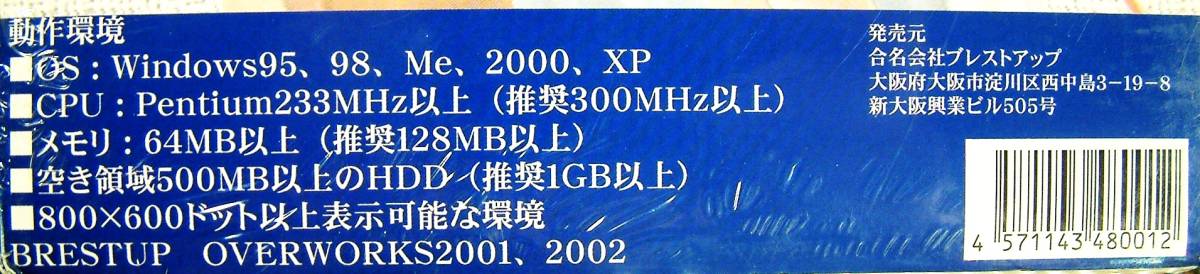 動作環境
■OS：Windows95、98、Me、2000、XP
■CPU：Pentium233MHz以上（推奨300MHz以上）
■メモリ：64MB以上（推奨128MB以上）
■空き領域500MB以上のHDD（推奨1GB以上）
■800×600ドット以上表示可能な環境
BRESTUP　OVERWORKS2001、2002
発売元
合名会社ブレストアップ
大阪府大阪市淀川区西中島3−19−8
新大阪興業ビル505号
4 571143 480012